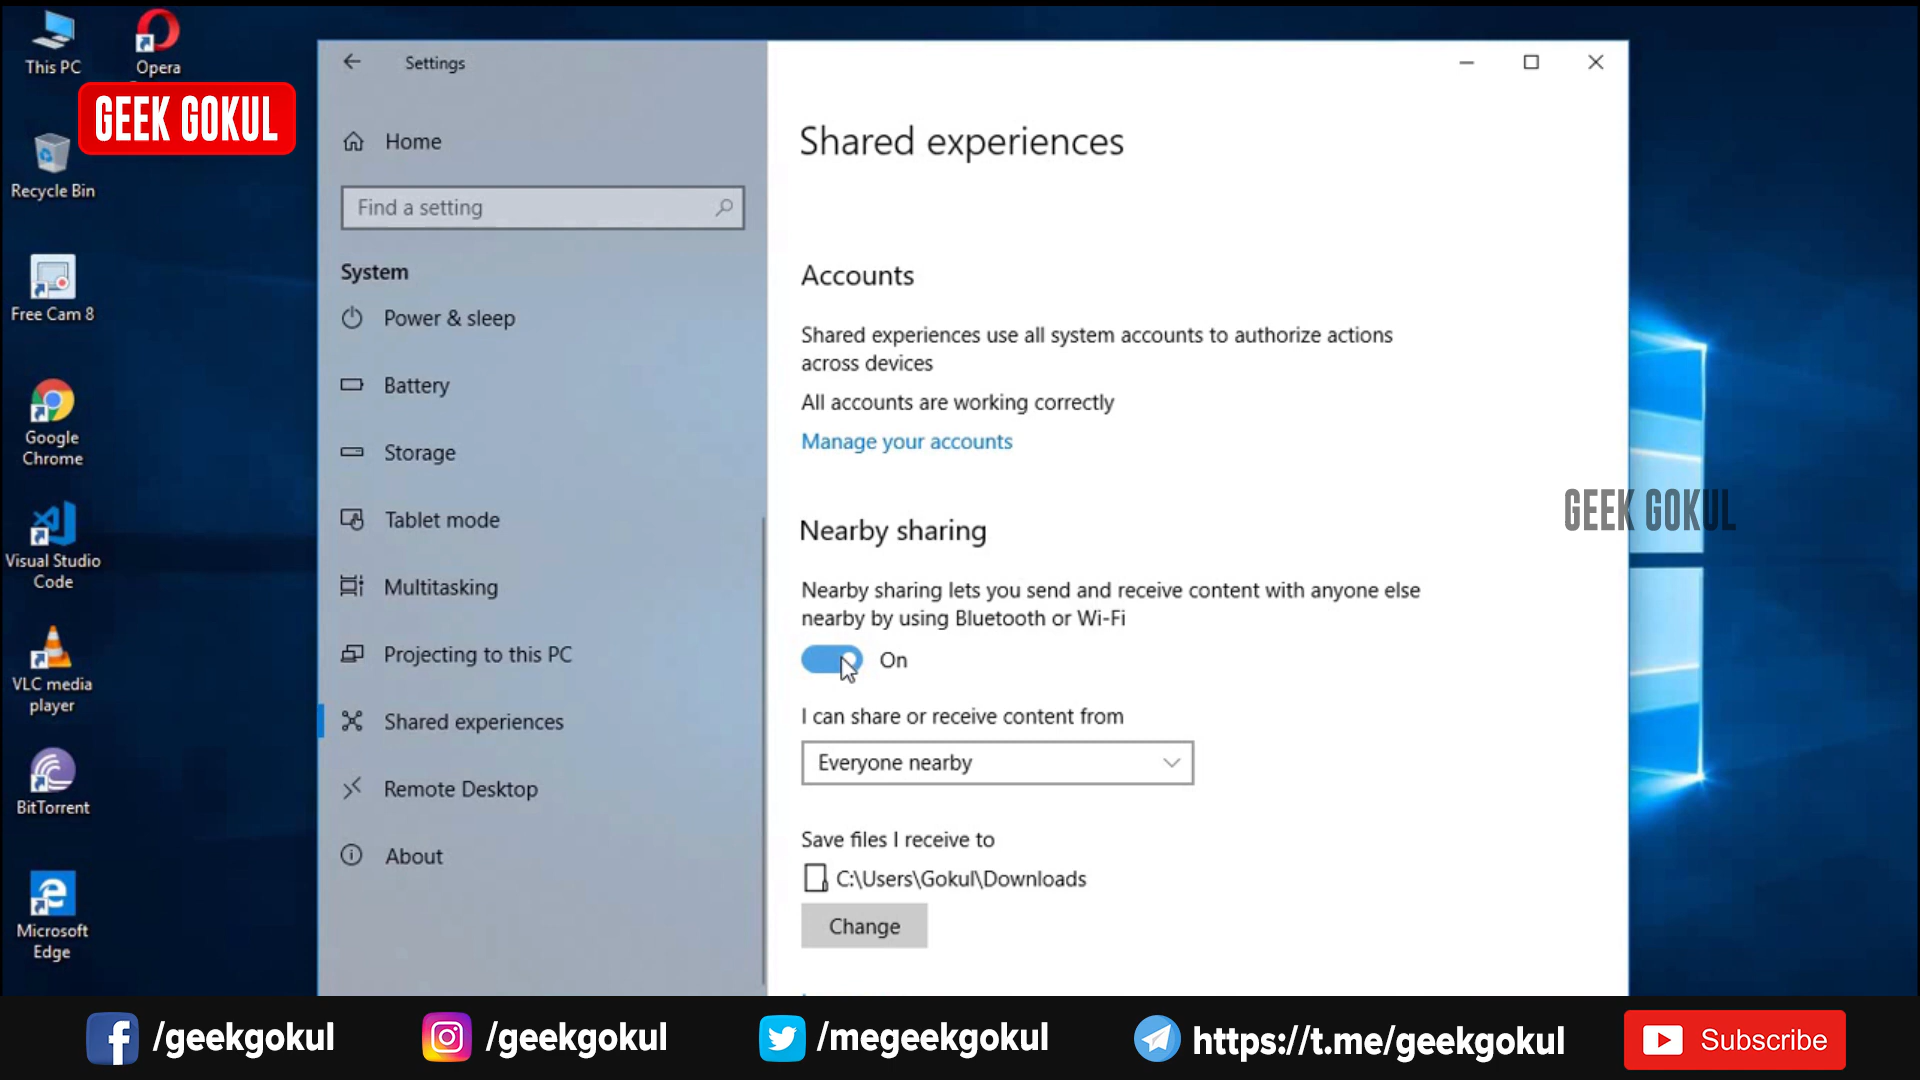 This PC
Opera
GEEK GOKUL
Recycle Bin
Free Cam 8
Google
Chrome
Visual Studio
Code
VLC media
player
BitTorrent
Microsoft
Edge
Settings
Home
Find a setting
System
Power & sleep
Battery
Storage
Tablet mode
Multitasking
Projecting to this PC
Shared experiences
Remote Desktop
About
Shared experiences
Accounts
Shared experiences use all system accounts to authorize actions
across devices
All accounts are working correctly
Manage your accounts
Nearby sharing
Nearby sharing lets you send and receive content with anyone else
nearby by using Bluetooth or Wi-Fi
On
I can share or receive content from
Everyone nearby
Save files I receive to
C:\Users\Gokul\Downloads
Change
GEEK GOKUL
/geekgokul
/geekgokul
/megeekgokul
https://t.me/geekgokul
Subscribe